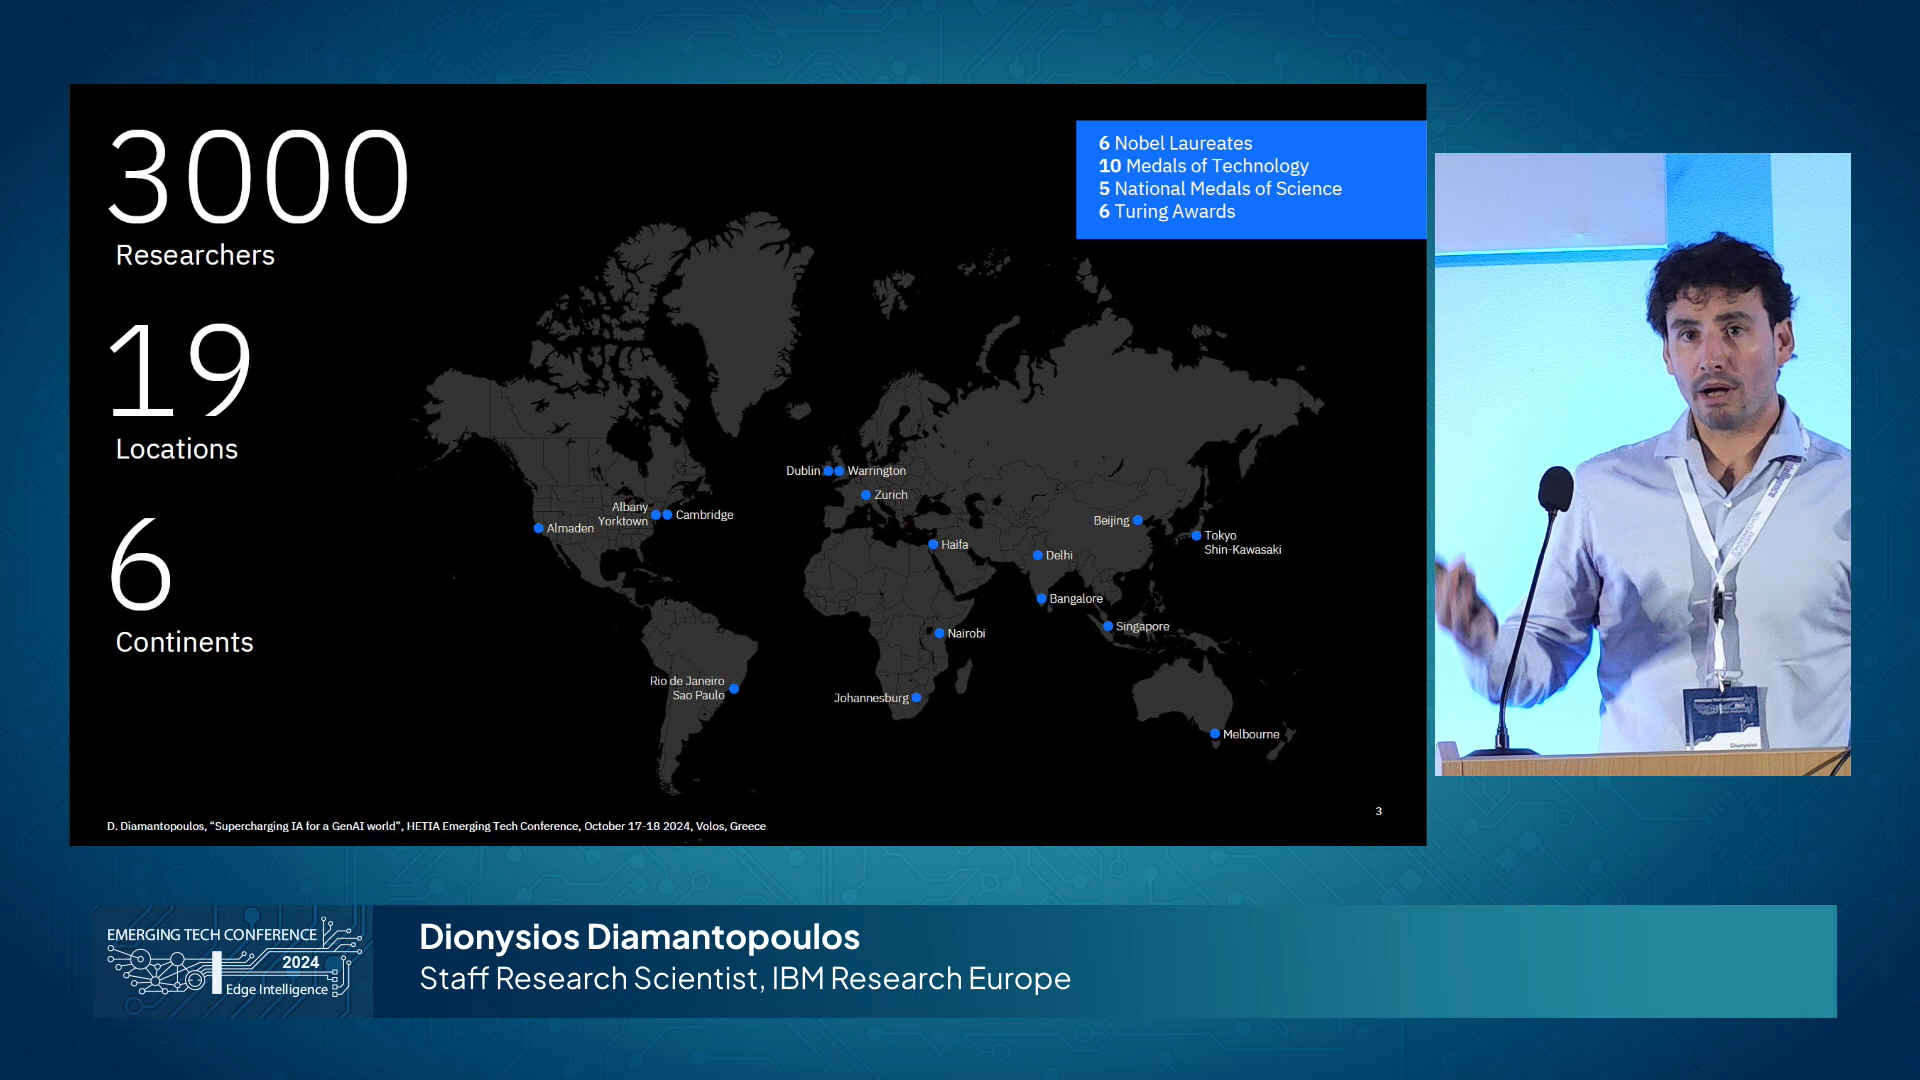 3000
Researchers
19
Locations
6
Continents
6 Nobel Laureates
10 Medals of Technology
5 National Medals of Science
6 Turing Awards
Dublin
Warrington
Zurich
Albany
Yorktown
Cambridge
Almaden
Haifa
Beijing
Tokyo
Shin-Kawasaki
Delhi
Bangalore
Singapore
Nairobi
Rio de Janeiro
Sao Paulo
Johannesburg
Melbourne
3
D. Diamantopoulos, “Supercharging IA for a GenAI world”, HETIA Emerging Tech Conference, October 17-18 2024, Volos, Greece
EMERGING TECH CONFERENCE
2024
Edge Intelligence
Dionysios Diamantopoulos
Staff Research Scientist, IBM Research Europe